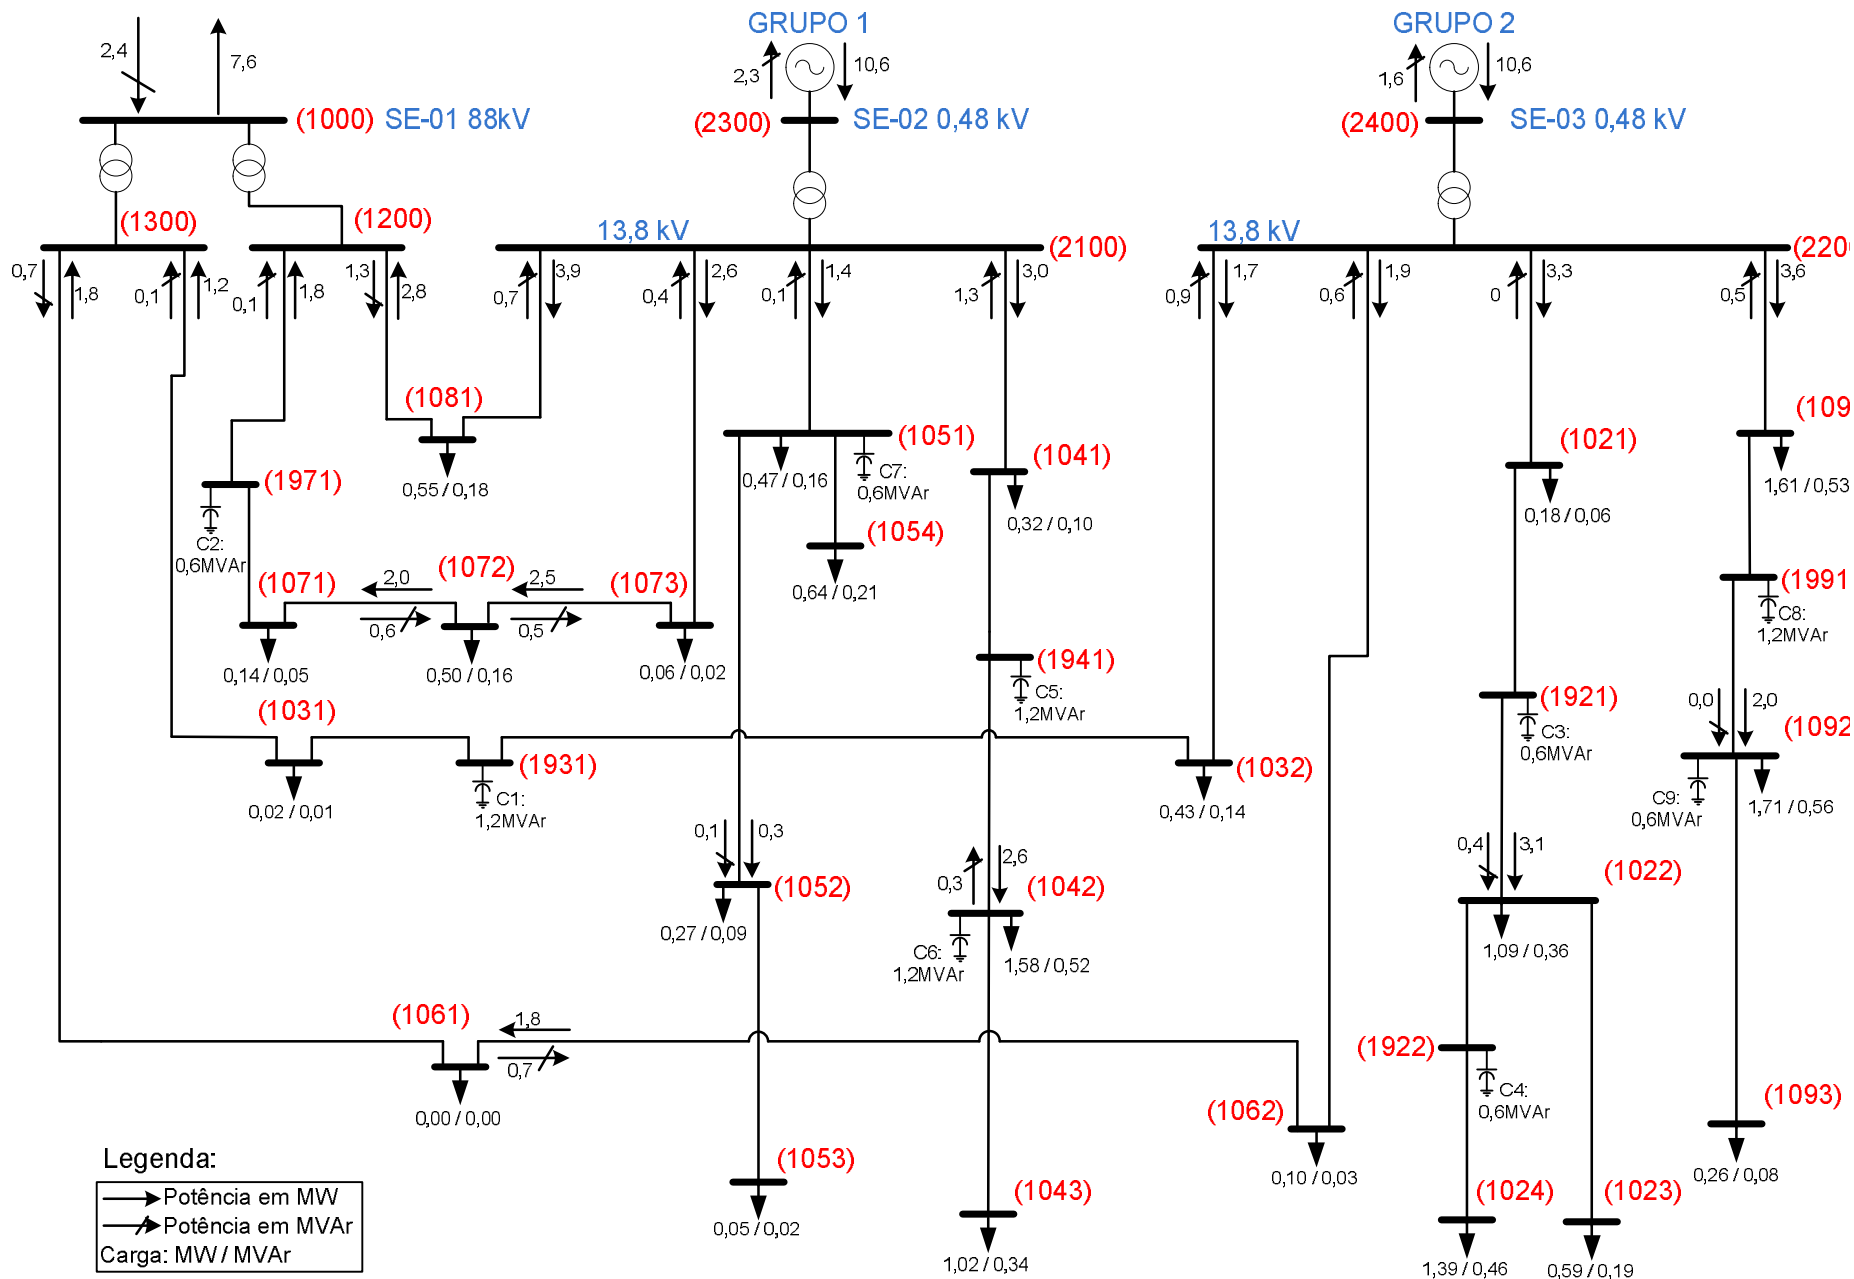 GRUPO 1
GRUPO 2
2,4
7,6
2,3
10,6
1,6
10,6
(1000) SE-01 88kV
(2300)
SE-02 0,48 kV
(2400)
SE-03 0,48 kV
(1300)
(1200)
13,8 kV
(2100)
13,8 kV
(220
0,7
1,8
0,1
1,2
0,1
1,8
1,3
2,8
0,7
3,9
0,4
2,6
0,1
1,4
1,3
3,0
0,9
1,7
0,6
1,9
0
3,3
0,5
3,6
(1081)
0,55 / 0,18
(1051)
0,47 / 0,16
C7:
0,6MVAr
(1041)
0,32 / 0,10
(1021)
0,18 / 0,06
(109
1,61 / 0,53
(1971)
C2:
0,6MVAr
(1054)
0,64 / 0,21
(1991
C8:
1,2MVAr
(1071)
2,0
0,6
(1072)
2,5
0,5
(1073)
0,14 / 0,05
0,50 / 0,16
0,06 / 0,02
(1941)
C5:
1,2MVAr
(1921)
C3:
0,6MVAr
0,0
2,0
(1092
C9:
0,6MVAr
1,71 / 0,56
(1031)
0,02 / 0,01
(1931)
C1:
1,2MVAr
(1032)
0,43 / 0,14
0,1
0,3
(1052)
0,27 / 0,09
0,3
2,6
(1042)
C6:
1,2MVAr
1,58 / 0,52
0,4
3,1
(1022)
1,09 / 0,36
(1061)
1,8
0,7
0,00 / 0,00
(1922)
C4:
0,6MVAr
(1062)
0,10 / 0,03
(1093)
0,26 / 0,08
(1053)
0,05 / 0,02
(1043)
1,02 / 0,34
(1024)
1,39 / 0,46
(1023)
0,59 / 0,19
Legenda:
Potência em MW
Potência em MVAr
Carga: MW / MVAr